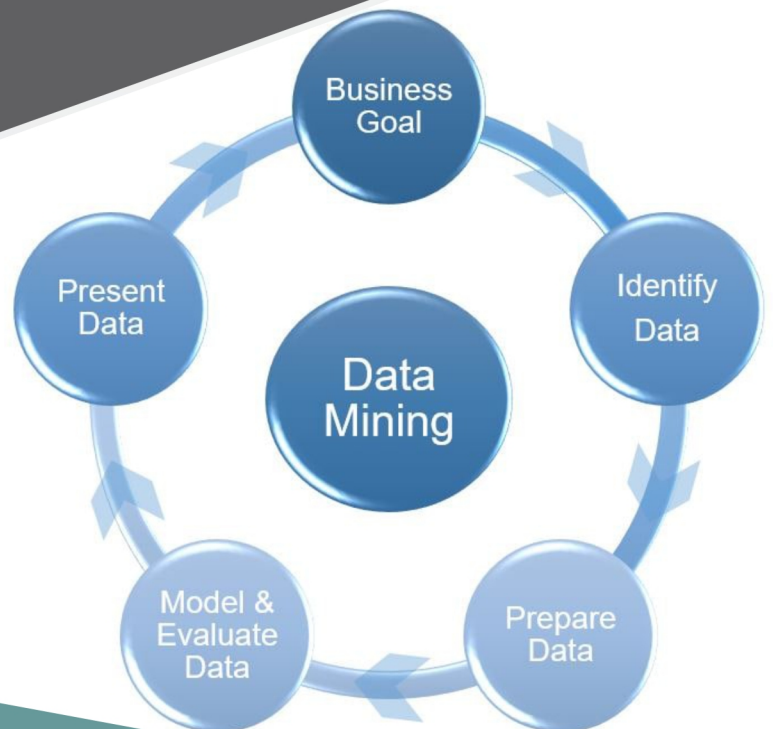 Business
Goal
Identify
Data
Prepare
Data
Model &
Evaluate
Data
Present
Data
Data
Mining